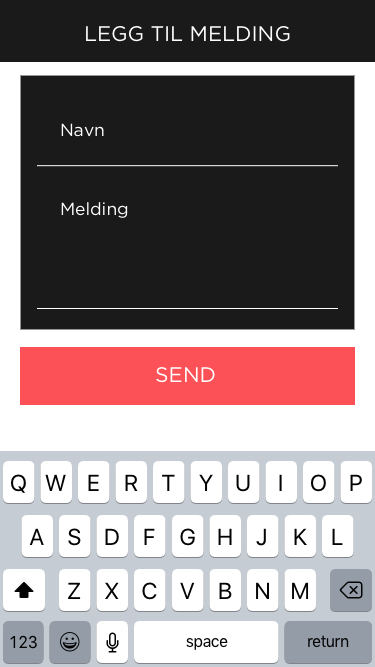 LEGG TIL MELDING
Navn
Melding
SEND
Q W E R T Y U I O P
A S D F G H J K L
Z X C V B N M
123 space return